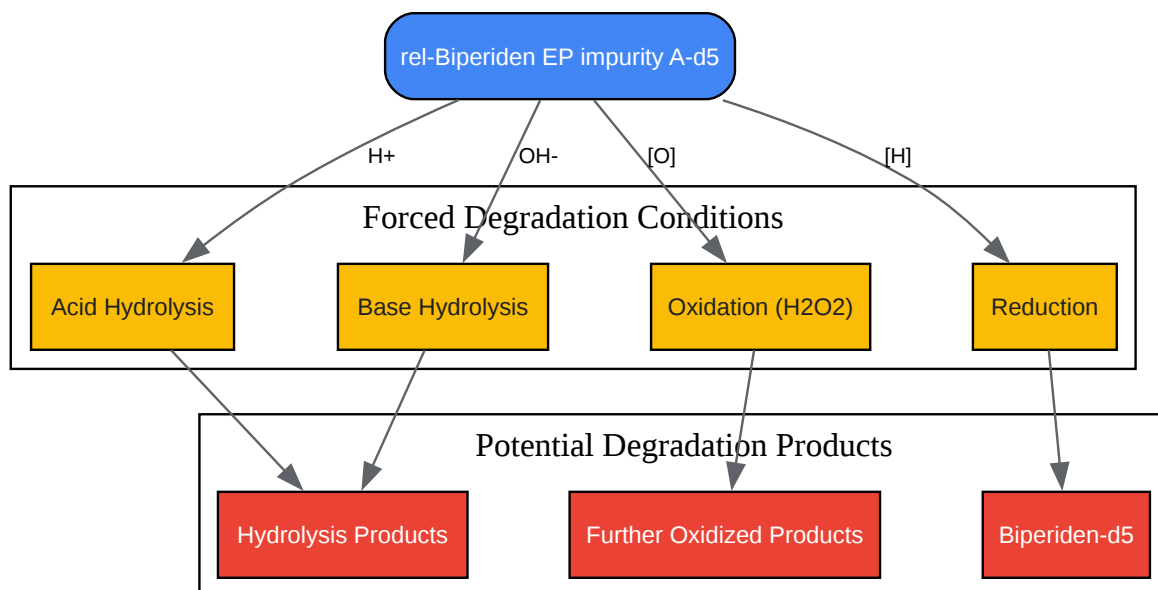 rel-Biperiden EP impurity A-d5
H+
OH-
[O]
[H]
Forced Degradation Conditions
Acid Hydrolysis
Base Hydrolysis
Oxidation (H2O2)
Reduction
Potential Degradation Products
Hydrolysis Products
Further Oxidized Products
Biperiden-d5